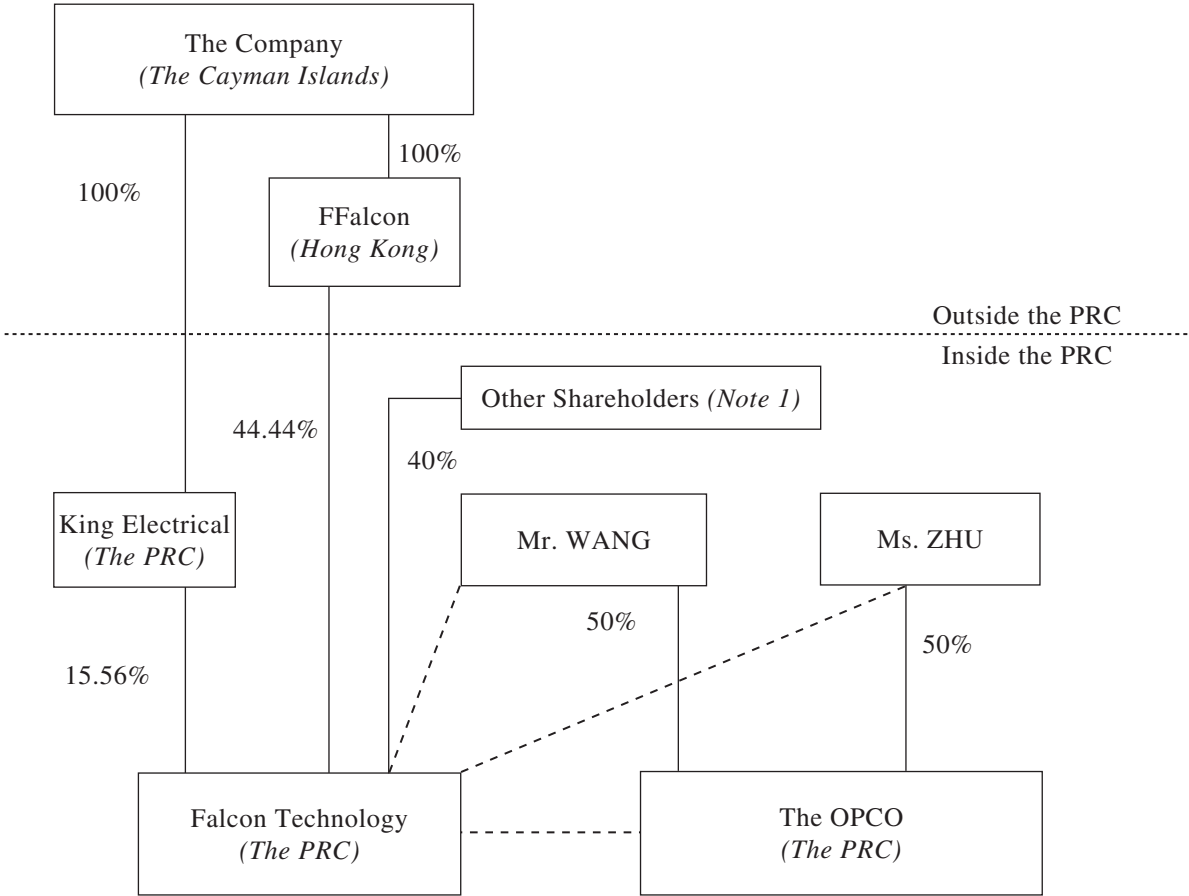 The Company
(The Cayman Islands)
100%
100%
FFalcon
(Hong Kong)
Outside the PRC
Inside the PRC
Other Shareholders (Note 1)
44.44%
40%
King Electrical
(The PRC)
Mr. WANG
Ms. ZHU
50%
50%
15.56%
Falcon Technology
(The PRC)
The OPCO
(The PRC)